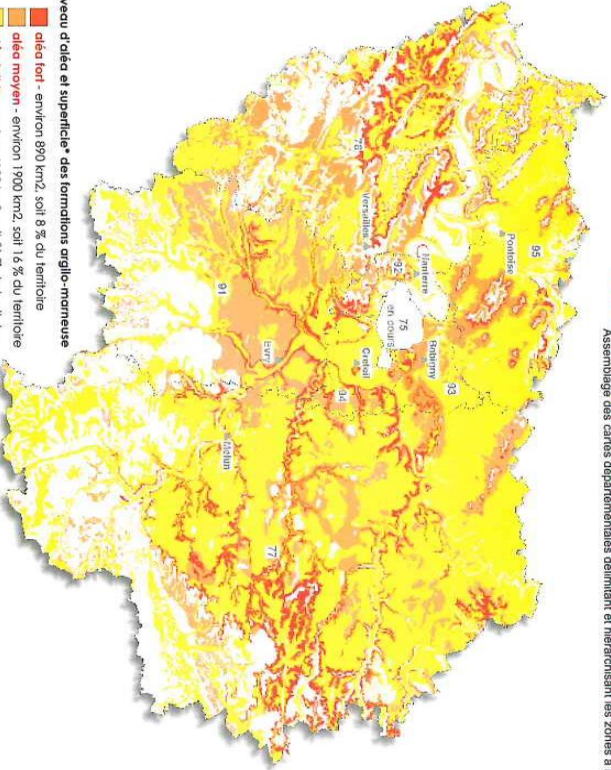 Assemblage des cartes départementales délimitant et hiérarchisant les zones à
95
Pontoise
78
Versailles
92
Nanterre
75
en cours
Bobigny
93
Créteil
94
91
Evry
Melun
77
veau d'aléa et superficie* des formations argilo-marneuse
aléa fort - environ 890 km2, soit 8 % du territoire
aléa moyen - environ 1900 km2, soit 16 % du territoire